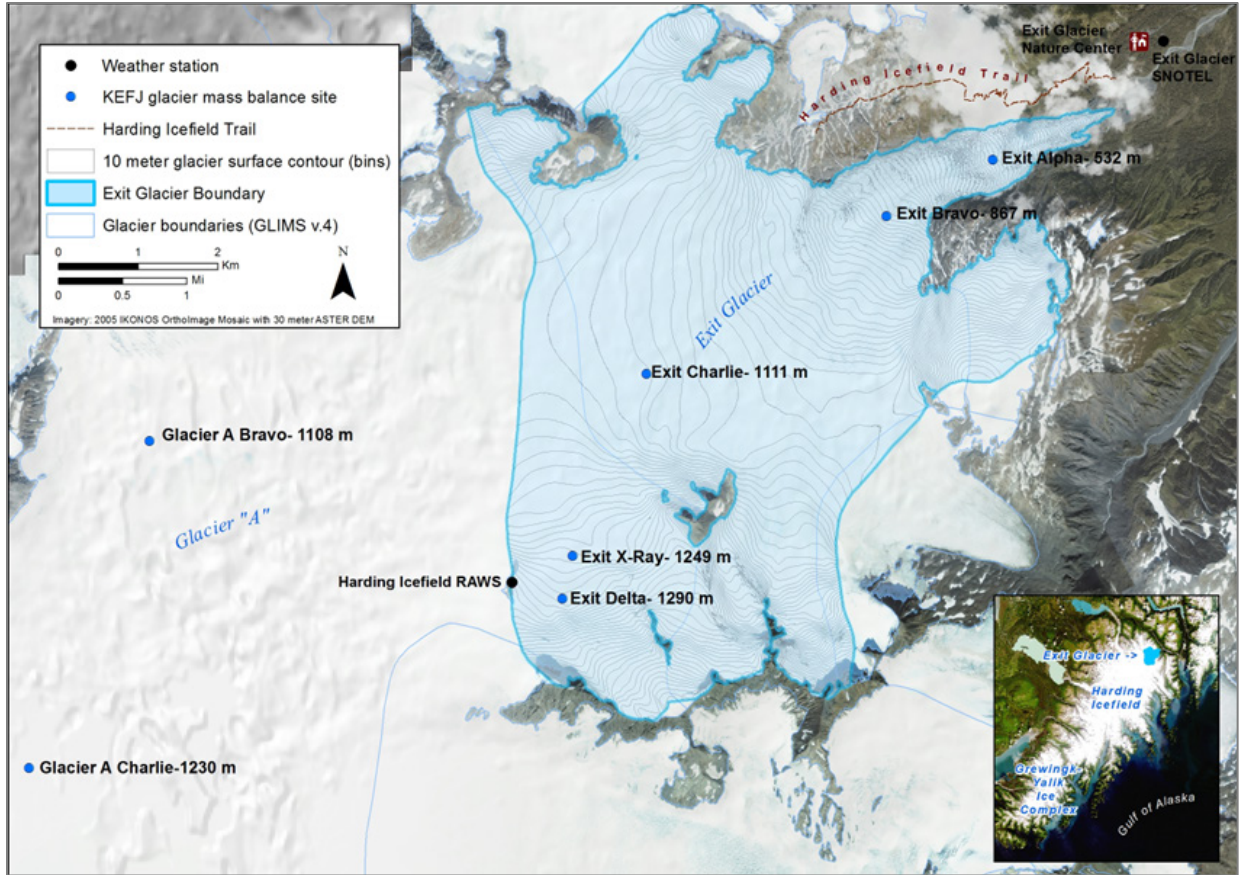 Weather station
KEFJ glacier mass balance site
Harding Icefield Trail
10 meter glacier surface contour (bins)
Exit Glacier Boundary
Glacier boundaries (GLIMS v.4)
0 1 2
Km
Mi
0 0.5 1
N
Imagery: 2005 IKONOS OrthoImage Mosaic with 30 meter ASTER DEM
Exit Glacier
Nature Center
Exit Glacier
SNOTEL
Harding Icefield Trail
Exit Alpha- 532 m
Exit Bravo- 867 m
Exit Glacier
Exit Charlie- 1111 m
Glacier A Bravo- 1108 m
Glacier "A"
Exit X-Ray- 1249 m
Harding Icefield RAWS
Exit Delta- 1290 m
Glacier A Charlie-1230 m
Exit Glacier ->
Harding
Icefield
Grewingk-
Yalik
Ice
Complex
Gulf of Alaska